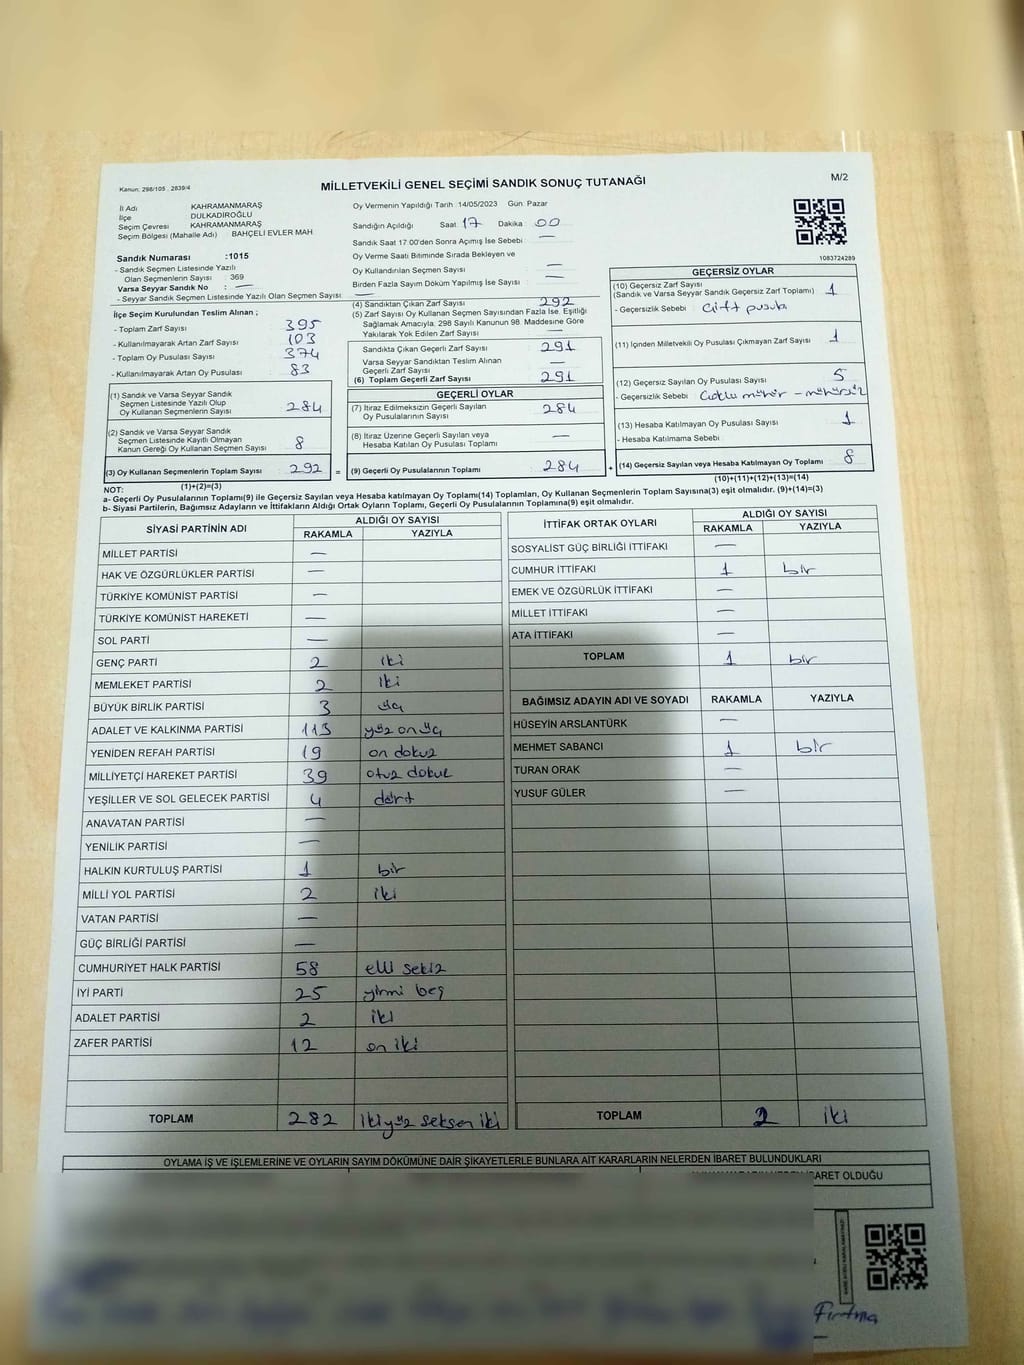 Kanun: 298/105 , 2839/4
MİLLETVEKİLİ GENEL SEÇİMİ SANDIK SONUÇ TUTANAĞI
M/2
İl Adı KAHRAMANMARAŞ
İlçe DULKADİROĞLU
Seçim Çevresi KAHRAMANMARAŞ
Seçim Bölgesi (Mahalle Adı) BAHÇELİ EVLER MAH
Sandık Numarası :1015
- Sandık Seçmen Listesinde Yazılı
Olan Seçmenlerin Sayısı 369
Varsa Seyyar Sandık No : —
- Seyyar Sandık Seçmen Listesinde Yazılı Olan Seçmen Sayısı: —
İlçe Seçim Kurulundan Teslim Alınan ;
- Toplam Zarf Sayısı 395
- Kullanılmayarak Artan Zarf Sayısı 103
- Toplam Oy Pusulası Sayısı 374
- Kullanılmayarak Artan Oy Pusulası 83
(1) Sandık ve Varsa Seyyar Sandık
Seçmen Listesinde Yazılı Olup
Oy Kullanan Seçmenlerin Sayısı 284
(2) Sandık ve Varsa Seyyar Sandık
Seçmen Listesinde Kayıtlı Olmayan
Kanun Gereği Oy Kullanan Seçmen Sayısı 8
(3) Oy Kullanan Seçmenlerin Toplam Sayısı 292 =
(1)+(2)=(3)
Oy Vermenin Yapıldığı Tarih :14/05/2023 Gün: Pazar
Sandığın Açıldığı Saat: 17 Dakika : 00
Sandık Saat 17.00'den Sonra Açımış İse Sebebi —
Oy Verme Saati Bitiminde Sırada Bekleyen ve
Oy Kullandırılan Seçmen Sayısı —
Birden Fazla Sayım Döküm Yapılmış İse Sayısı : —
(4) Sandıktan Çıkan Zarf Sayısı 292
(5) Zarf Sayısı Oy Kullanan Seçmen Sayısından Fazla İse, Eşitliği
Sağlamak Amacıyla, 298 Sayılı Kanunun 98. Maddesine Göre
Yakılarak Yok Edilen Zarf Sayısı —
Sandıkta Çıkan Geçerli Zarf Sayısı 291
Varsa Seyyar Sandıktan Teslim Alınan
Geçerli Zarf Sayısı —
(6) Toplam Geçerli Zarf Sayısı 291
GEÇERLİ OYLAR
(7) İtiraz Edilmeksizin Geçerli Sayılan
Oy Pusulalarının Sayısı 284
(8) İtiraz Üzerine Geçerli Sayılan veya
Hesaba Katılan Oy Pusulası Toplamı —
(9) Geçerli Oy Pusulalarının Toplamı 284 +
1083724289
GEÇERSİZ OYLAR
(10) Geçersiz Zarf Sayısı
(Sandık ve Varsa Seyyar Sandık Geçersiz Zarf Toplamı) 1
- Geçersizlik Sebebi : Çift pusula
(11) İçinden Milletvekili Oy Pusulası Çıkmayan Zarf Sayısı 1
(12) Geçersiz Sayılan Oy Pusulası Sayısı 5
- Geçersizlik Sebebi : mühür - mühürsüz
(13) Hesaba Katılmayan Oy Pusulası Sayısı 1
- Hesaba Katılmama Sebebi :
(14) Geçersiz Sayılan veya Hesaba Katılmayan Oy Toplamı 8
(10)+(11)+(12)+(13)=(14)
NOT:
a- Geçerli Oy Pusulalarının Toplamı(9) ile Geçersiz Sayılan veya Hesaba katılmayan Oy Toplamı(14) Toplamları, Oy Kullanan Seçmenlerin Toplam Sayısına(3) eşit olmalıdır. (9)+(14)=(3)
b- Siyasi Partilerin, Bağımsız Adayların ve İttifakların Aldığı Ortak Oyların Toplamı, Geçerli Oy Pusulalarının Toplamına(9) eşit olmalıdır.
SİYASİ PARTİNİN ADI ALDIĞI OY SAYISI
RAKAMLA YAZIYLA
MİLLET PARTİSİ —
HAK VE ÖZGÜRLÜKLER PARTİSİ —
TÜRKİYE KOMÜNİST PARTİSİ —
TÜRKİYE KOMÜNİST HAREKETİ —
SOL PARTİ —
GENÇ PARTİ 2 iki
MEMLEKET PARTİSİ 2 iki
BÜYÜK BİRLİK PARTİSİ 3 üç
ADALET VE KALKINMA PARTİSİ 113 yüz on üç
YENİDEN REFAH PARTİSİ 19 on dokuz
MİLLİYETÇİ HAREKET PARTİSİ 39 otuz dokuz
YEŞİLLER VE SOL GELECEK PARTİSİ 4 dört
ANAVATAN PARTİSİ —
YENİLİK PARTİSİ —
HALKIN KURTULUŞ PARTİSİ 1 bir
MİLLİ YOL PARTİSİ 2 iki
VATAN PARTİSİ —
GÜÇ BİRLİĞİ PARTİSİ —
CUMHURİYET HALK PARTİSİ 58 elli sekiz
İYİ PARTİ 25 yirmi beş
ADALET PARTİSİ 2 iki
ZAFER PARTİSİ 12 on iki
TOPLAM 282 ikiyüz seksen iki
İTTİFAK ORTAK OYLARI ALDIĞI OY SAYISI
RAKAMLA YAZIYLA
SOSYALİST GÜÇ BİRLİĞİ İTTİFAKI —
CUMHUR İTTİFAKI 1 bir
EMEK VE ÖZGÜRLÜK İTTİFAKI —
MİLLET İTTİFAKI —
ATA İTTİFAKI —
TOPLAM 1 bir
BAĞIMSIZ ADAYIN ADI VE SOYADI RAKAMLA YAZIYLA
HÜSEYİN ARSLANTÜRK —
MEHMET SABANCI 1 bir
TURAN ORAK —
YUSUF GÜLER —
TOPLAM 2 iki
OYLAMA İŞ VE İŞLEMLERİNE VE OYLARIN SAYIM DÖKÜMÜNE DAİR ŞİKAYETLERLE BUNLARA AİT KARARLARIN NELERDEN İBARET BULUNDUKLARI
İBARET OLDUĞU
Fırtına